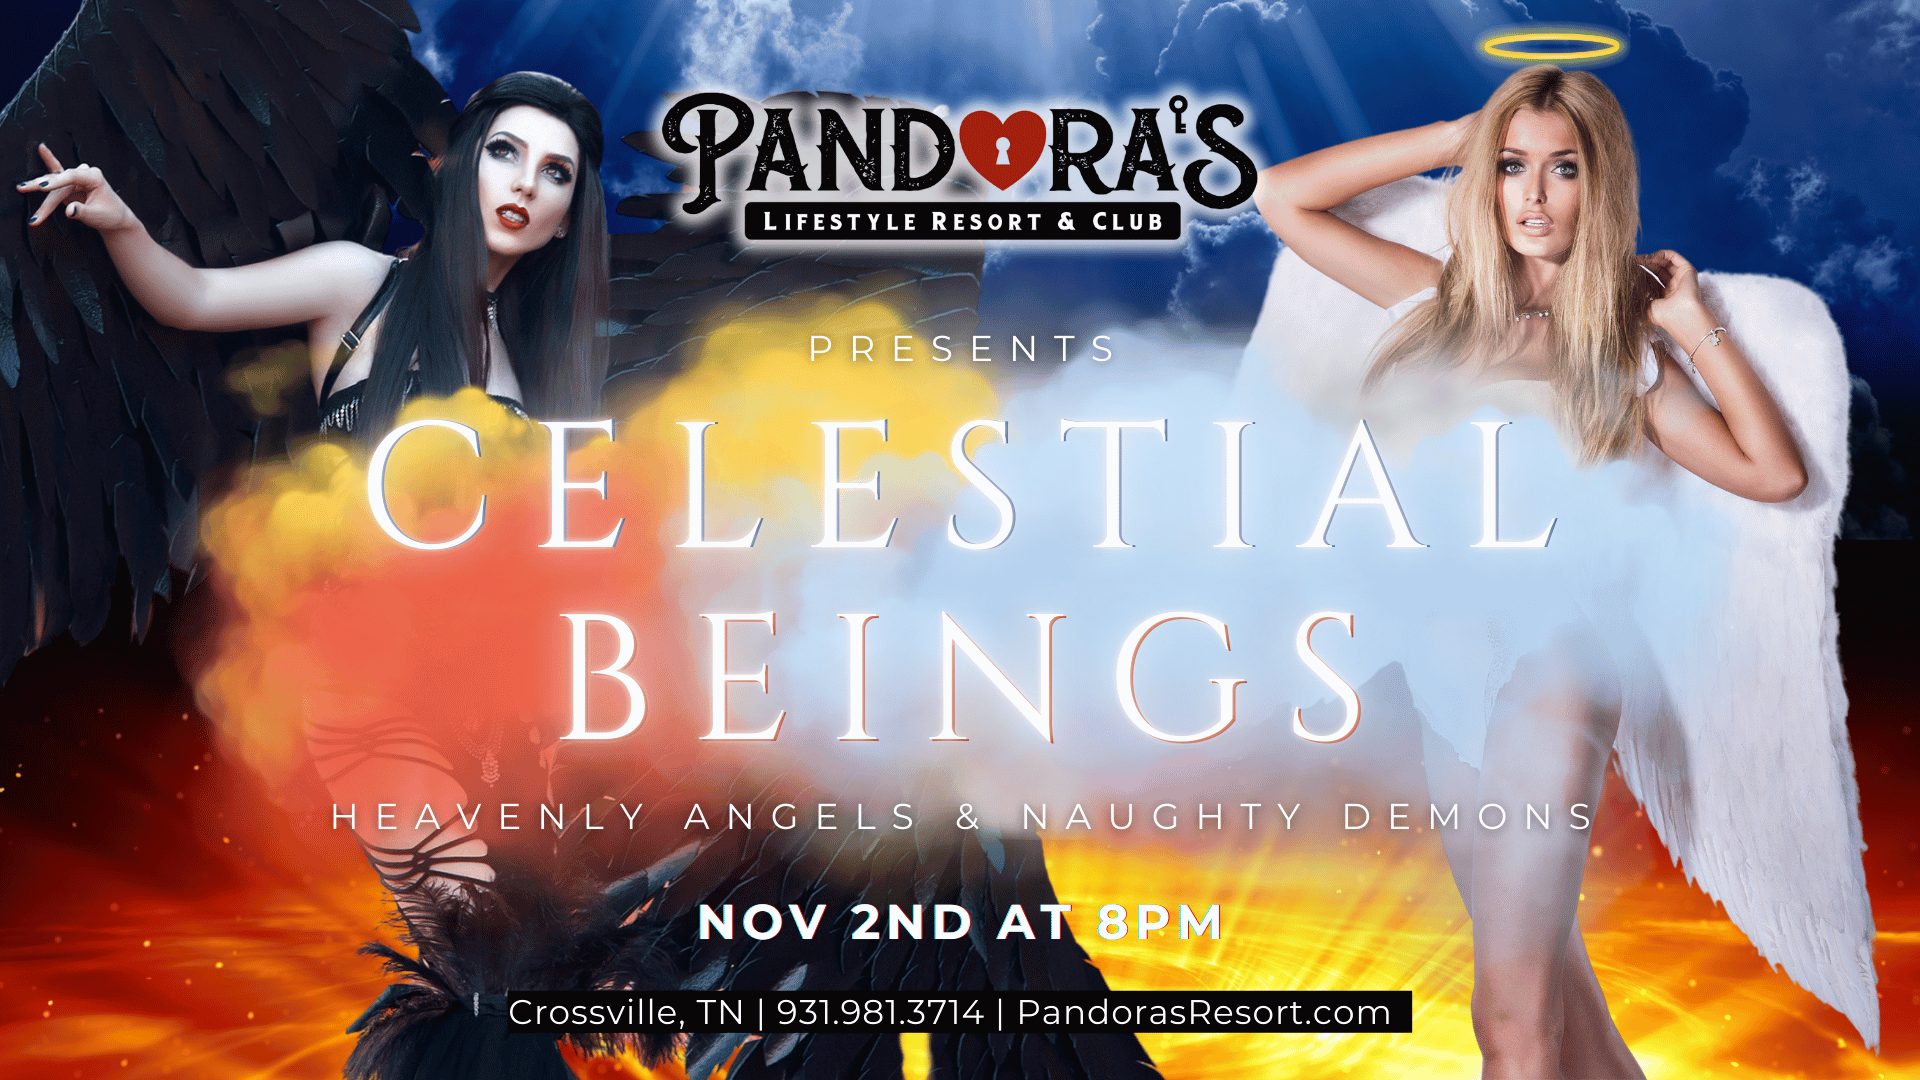 PANDORA'S
LIFESTYLE RESORT & CLUB
PRESENTS
CELESTIAL
BEINGS
HEAVENLY ANGELS & NAUGHTY DEMONS
NOV 2ND AT 8PM
Crossville, TN | 931.981.3714 | PandorasResort.com